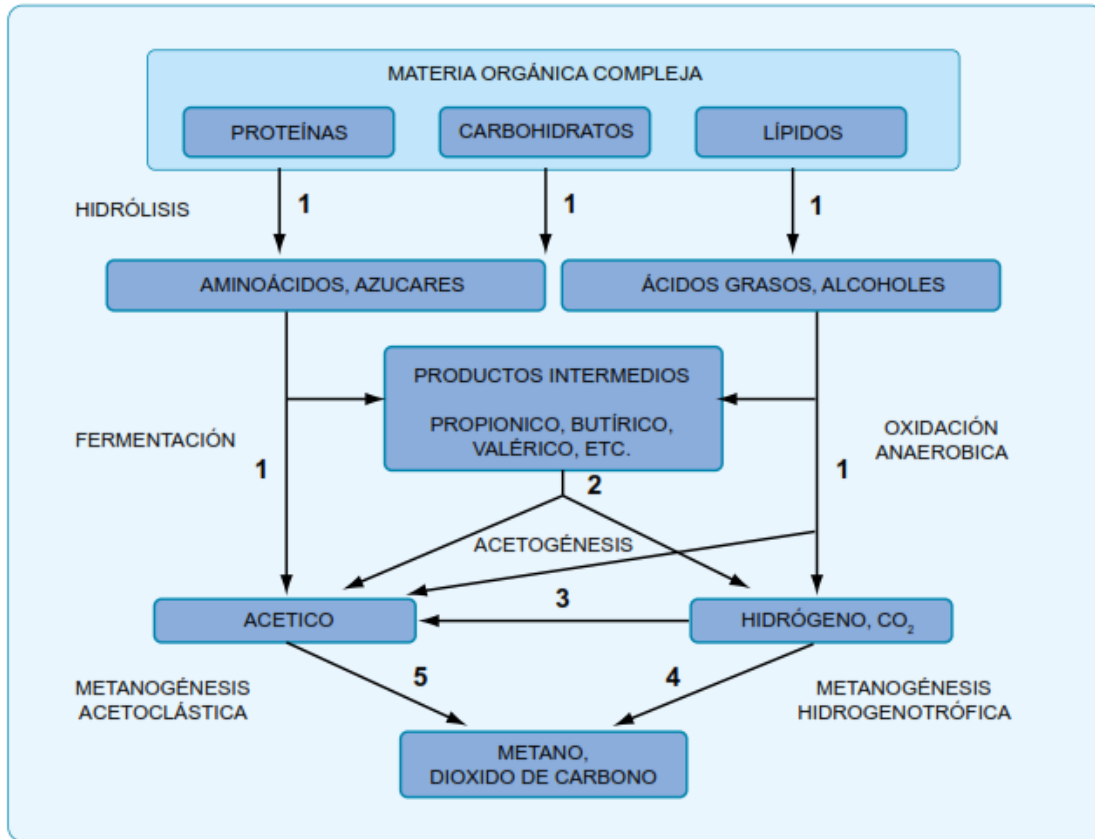 MATERIA ORGÁNICA COMPLEJA
PROTEÍNAS
CARBOHIDRATOS
LÍPIDOS
HIDRÓLISIS
1
1
1
AMINOÁCIDOS, AZUCARES
ÁCIDOS GRASOS, ALCOHOLES
PRODUCTOS INTERMEDIOS
PROPIONICO, BUTÍRICO,
VALÉRICO, ETC.
FERMENTACIÓN
1
2
1
OXIDACIÓN
ANAEROBICA
ACETOGÉNESIS
ACETICO
3
HIDRÓGENO, CO₂
METANOGÉNESIS
ACETOCLÁSTICA
5
4
METANOGÉNESIS
HIDROGENOTRÓFICA
METANO,
DIOXIDO DE CARBONO